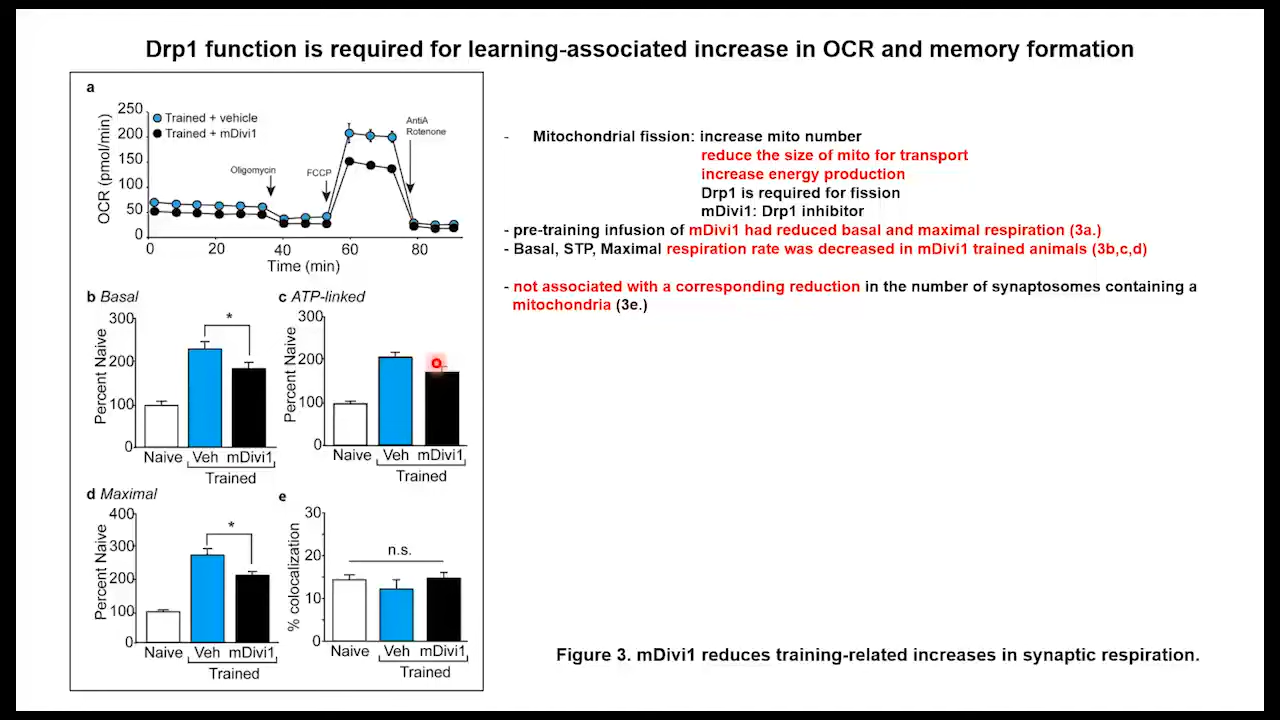 Drp1 function is required for learning-associated increase in OCR and memory formation
a
OCR (pmol/min)
250
200
150
100
50
0
Trained + vehicle
Trained + mDivi1
Oligomycin
FCCP
AntiA
Rotenone
0
20
40
60
80
Time (min)
b Basal
Percent Naive
300
200
100
0
*
Naive
Veh
mDivi1
Trained
c ATP-linked
Percent Naive
300
200
100
0
Naive
Veh
mDivi1
Trained
d Maximal
Percent Naive
400
300
200
100
0
*
Naive
Veh
mDivi1
Trained
e
% colocalization
30
20
10
0
n.s.
Naive
Veh
mDivi1
Trained
- Mitochondrial fission: increase mito number
reduce the size of mito for transport
increase energy production
Drp1 is required for fission
mDivi1: Drp1 inhibitor
- pre-training infusion of mDivi1 had reduced basal and maximal respiration (3a.)
- Basal, STP, Maximal respiration rate was decreased in mDivi1 trained animals (3b,c,d)
- not associated with a corresponding reduction in the number of synaptosomes containing a
mitochondria (3e.)
Figure 3. mDivi1 reduces training-related increases in synaptic respiration.